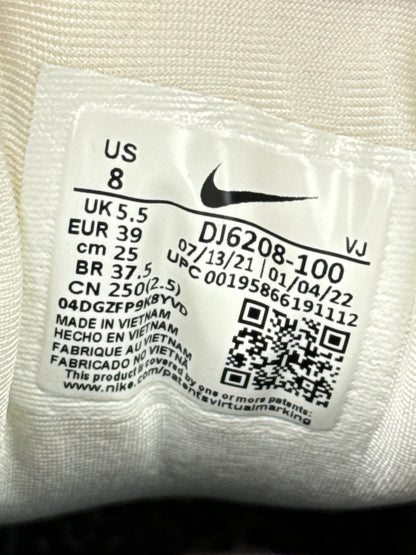 US
8
UK 5.5
EUR 39
cm 25
BR 37.5
CN 250(2.5)
04DGZFP9K8YVD
DJ6208-100 VJ
07/13/21 | 01/04/22
UPC 00195866191112
MADE IN VIETNAM
HECHO EN VIETNAM
FABRIQUE AU VIETNAM
FABRICADO NO VIETNÃ
This product is covered by one or more patents
www.nike.com/patentsvirtualmarking